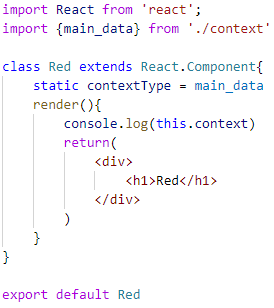 import React from 'react';
import {main_data} from './context'

class Red extends React.Component{
    static contextType = main_data
    render(){
        console.log(this.context)
        return(
            <div>
                <h1>Red</h1>
            </div>
        )
    }
}

export default Red